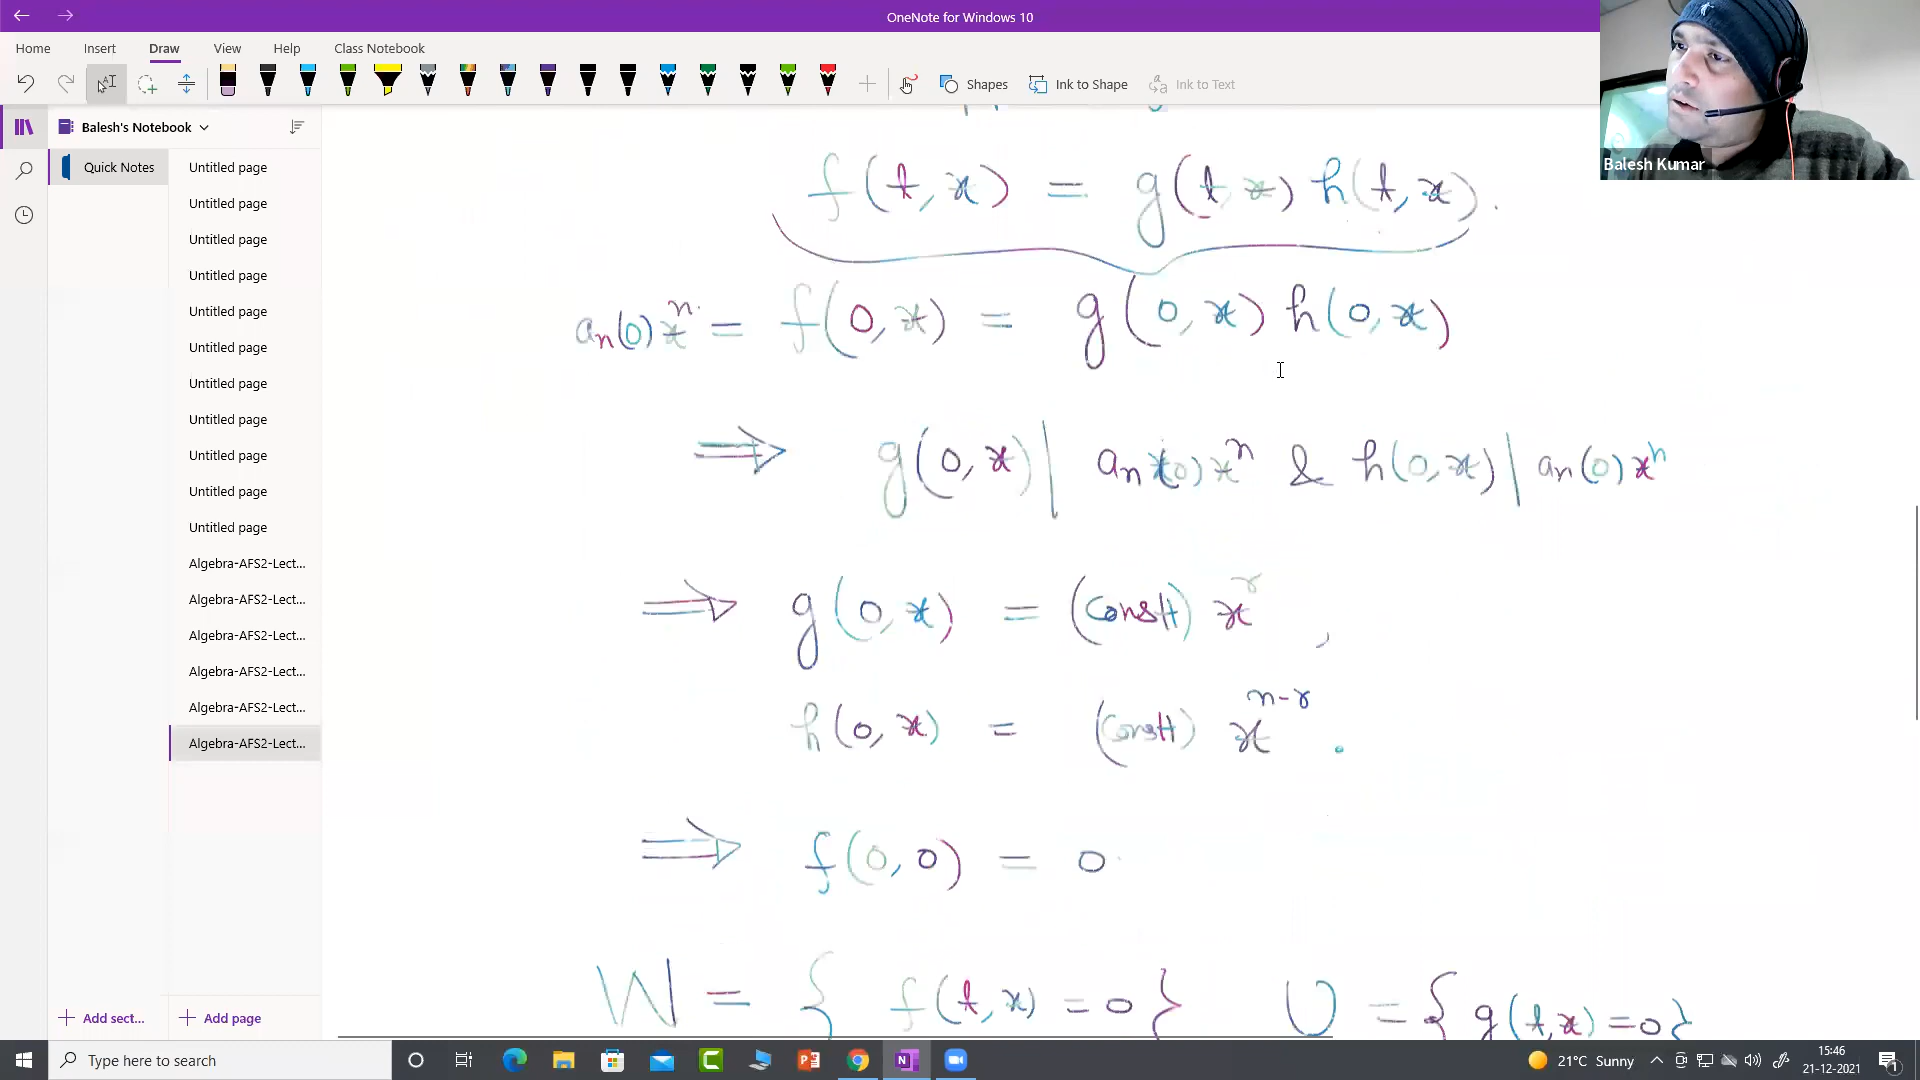 OneNote for Windows 10
Home Insert Draw View Help Class Notebook
Shapes Ink to Shape Ink to Text
Balesh's Notebook
Quick Notes
Untitled page
Untitled page
Untitled page
Untitled page
Untitled page
Untitled page
Untitled page
Untitled page
Untitled page
Untitled page
Untitled page
Algebra-AFS2-Lect...
Algebra-AFS2-Lect...
Algebra-AFS2-Lect...
Algebra-AFS2-Lect...
Algebra-AFS2-Lect...
Algebra-AFS2-Lect...
Add sect... Add page
Balesh Kumar
f(t, x) = g(t, x) h(t, x).
aₙ(0)xⁿ = f(0, x) = g(0, x) h(0, x)
⟹ g(0, x) | aₙ(0)xⁿ & h(0, x) | aₙ(0)xⁿ
⟹ g(0, x) = (constt) xʳ,
h(0, x) = (constt) xⁿ⁻ʳ.
⟹ f(0, 0) = 0
W = { f(t, x) = 0 } U = { g(t, x) = 0 }
Type here to search
21°C Sunny
15:46
21-12-2021